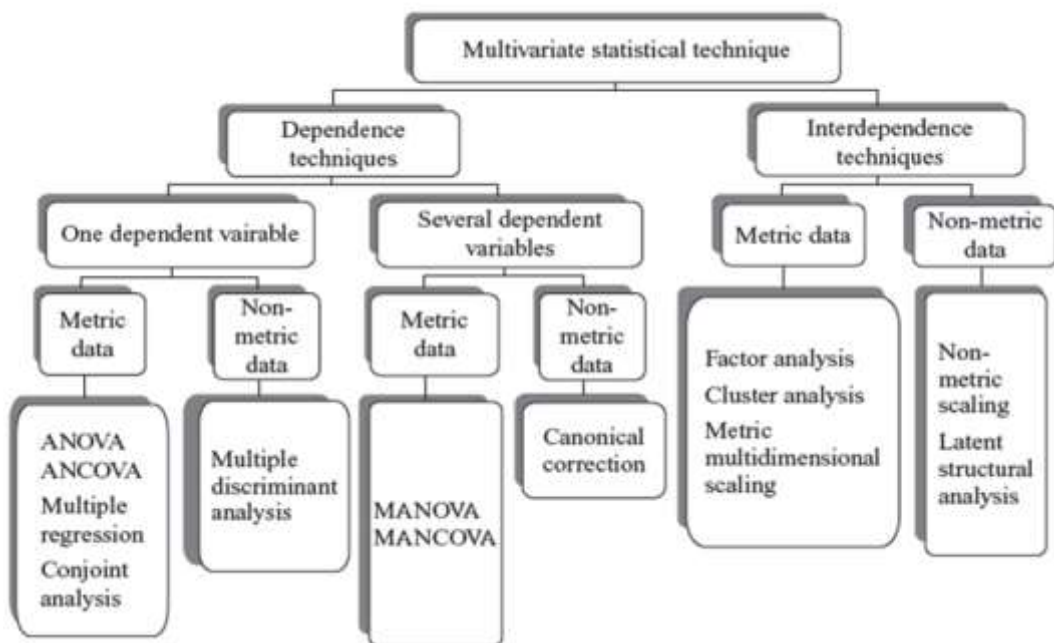 Multivariate statistical technique
Dependence
techniques
Interdependence
techniques
One dependent vairable
Several dependent
variables
Metric data
Non-metric
data
Metric
data
Non-
metric
data
Metric
data
Non-
metric
data
ANOVA
ANCOVA
Multiple
regression
Conjoint
analysis
Multiple
discriminant
analysis
MANOVA
MANCOVA
Canonical
correction
Factor analysis
Cluster analysis
Metric
multidimensional
scaling
Non-
metric
scaling
Latent
structural
analysis